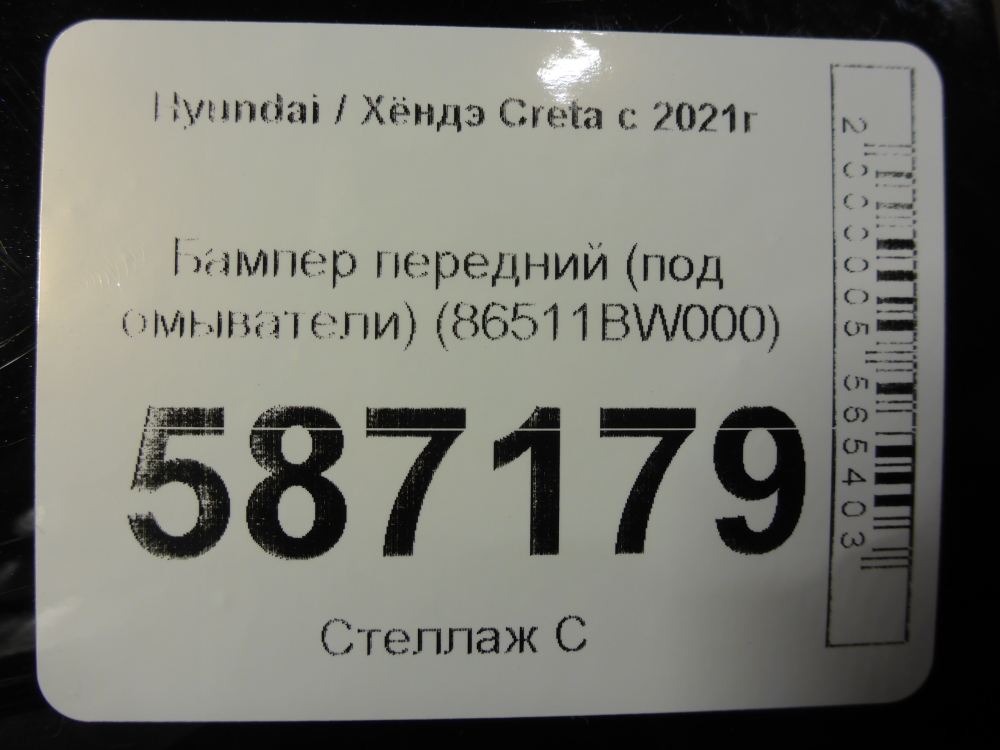 Hyundai / Хёндэ Creta с 2021г
Бампер передний (под
омыватели) (86511BW000)
587179
Стеллаж С
2000005565403